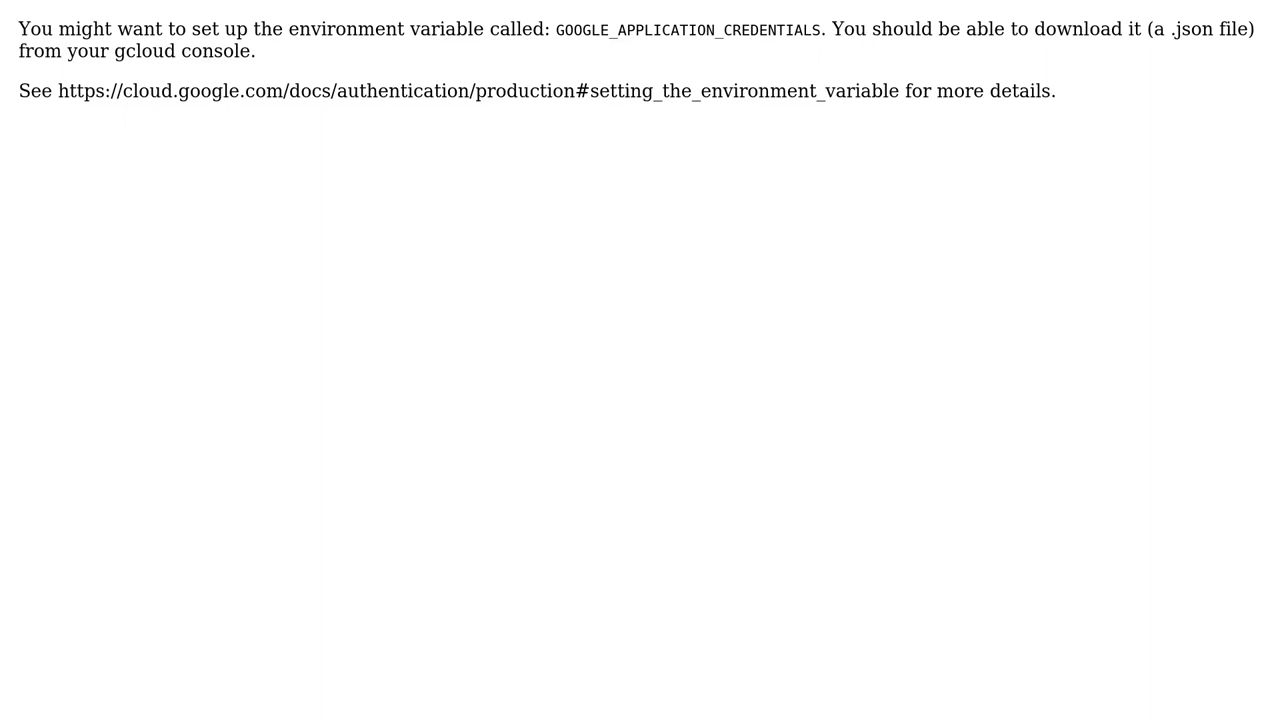 You might want to set up the environment variable called: GOOGLE_APPLICATION_CREDENTIALS. You should be able to download it (a .json file)
from your gcloud console.
See https://cloud.google.com/docs/authentication/production#setting_the_environment_variable for more details.